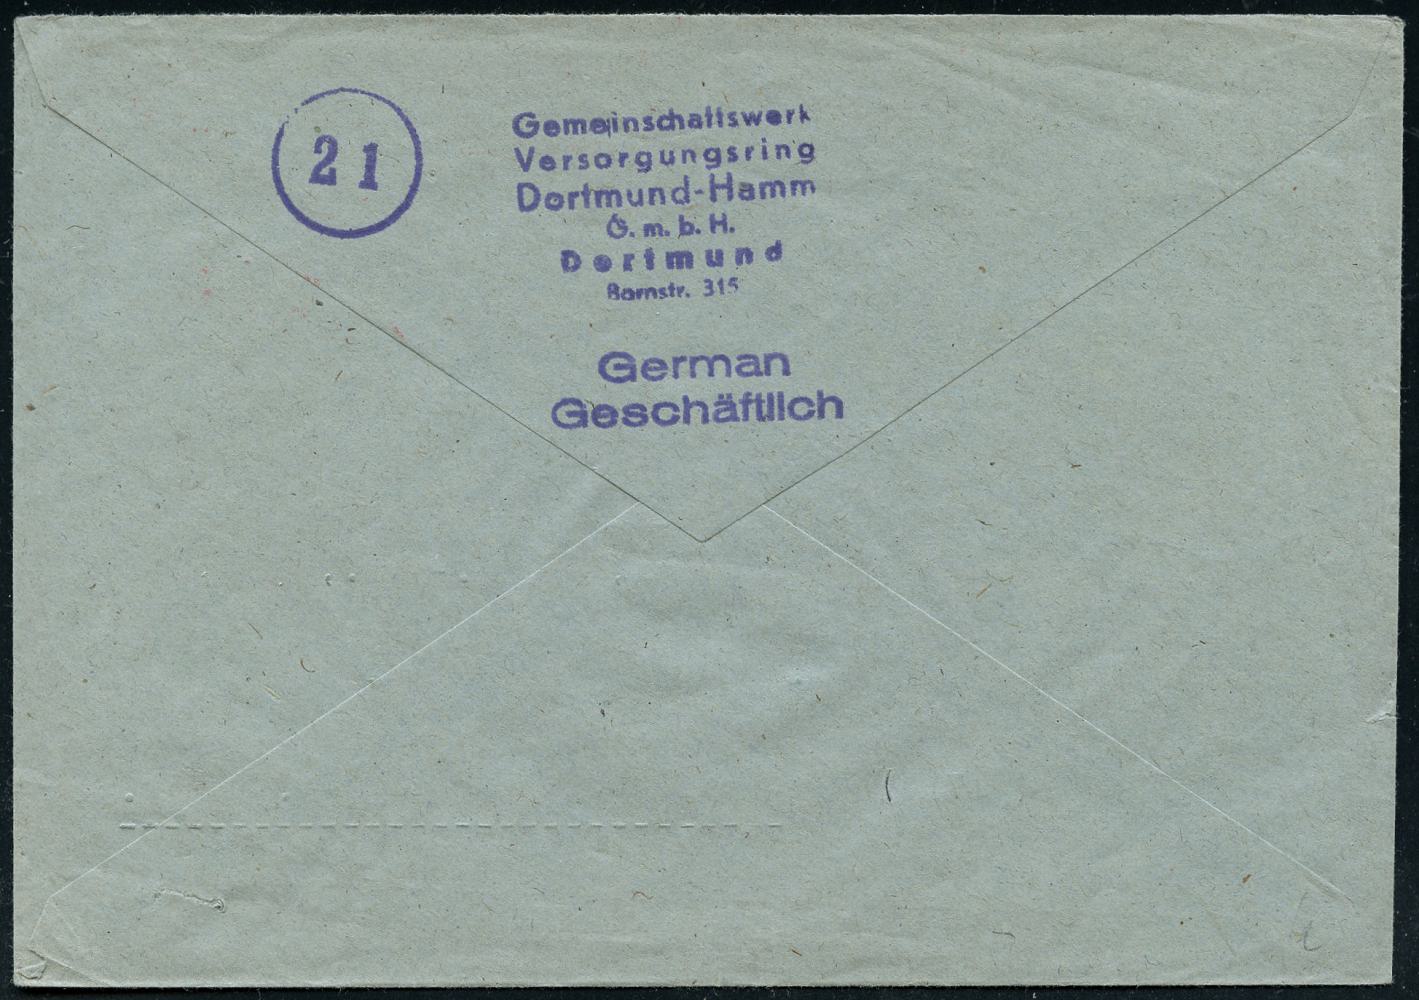 21
Gemeinschaftswerk
Versorgungsring
Dortmund-Hamm
G. m. b. H.
Dortmund
Bornstr. 315
German
Geschäftlich